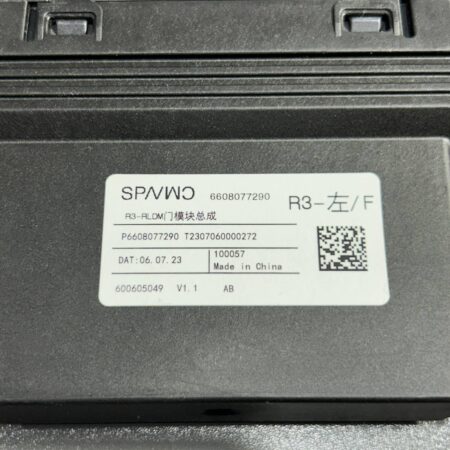 6608077290
R3-左/F
R3-RLDM门模块总成
P6608077290 T2307060000272
DAT:06.07.23
100057
Made in China
600605049 V1.1 AB